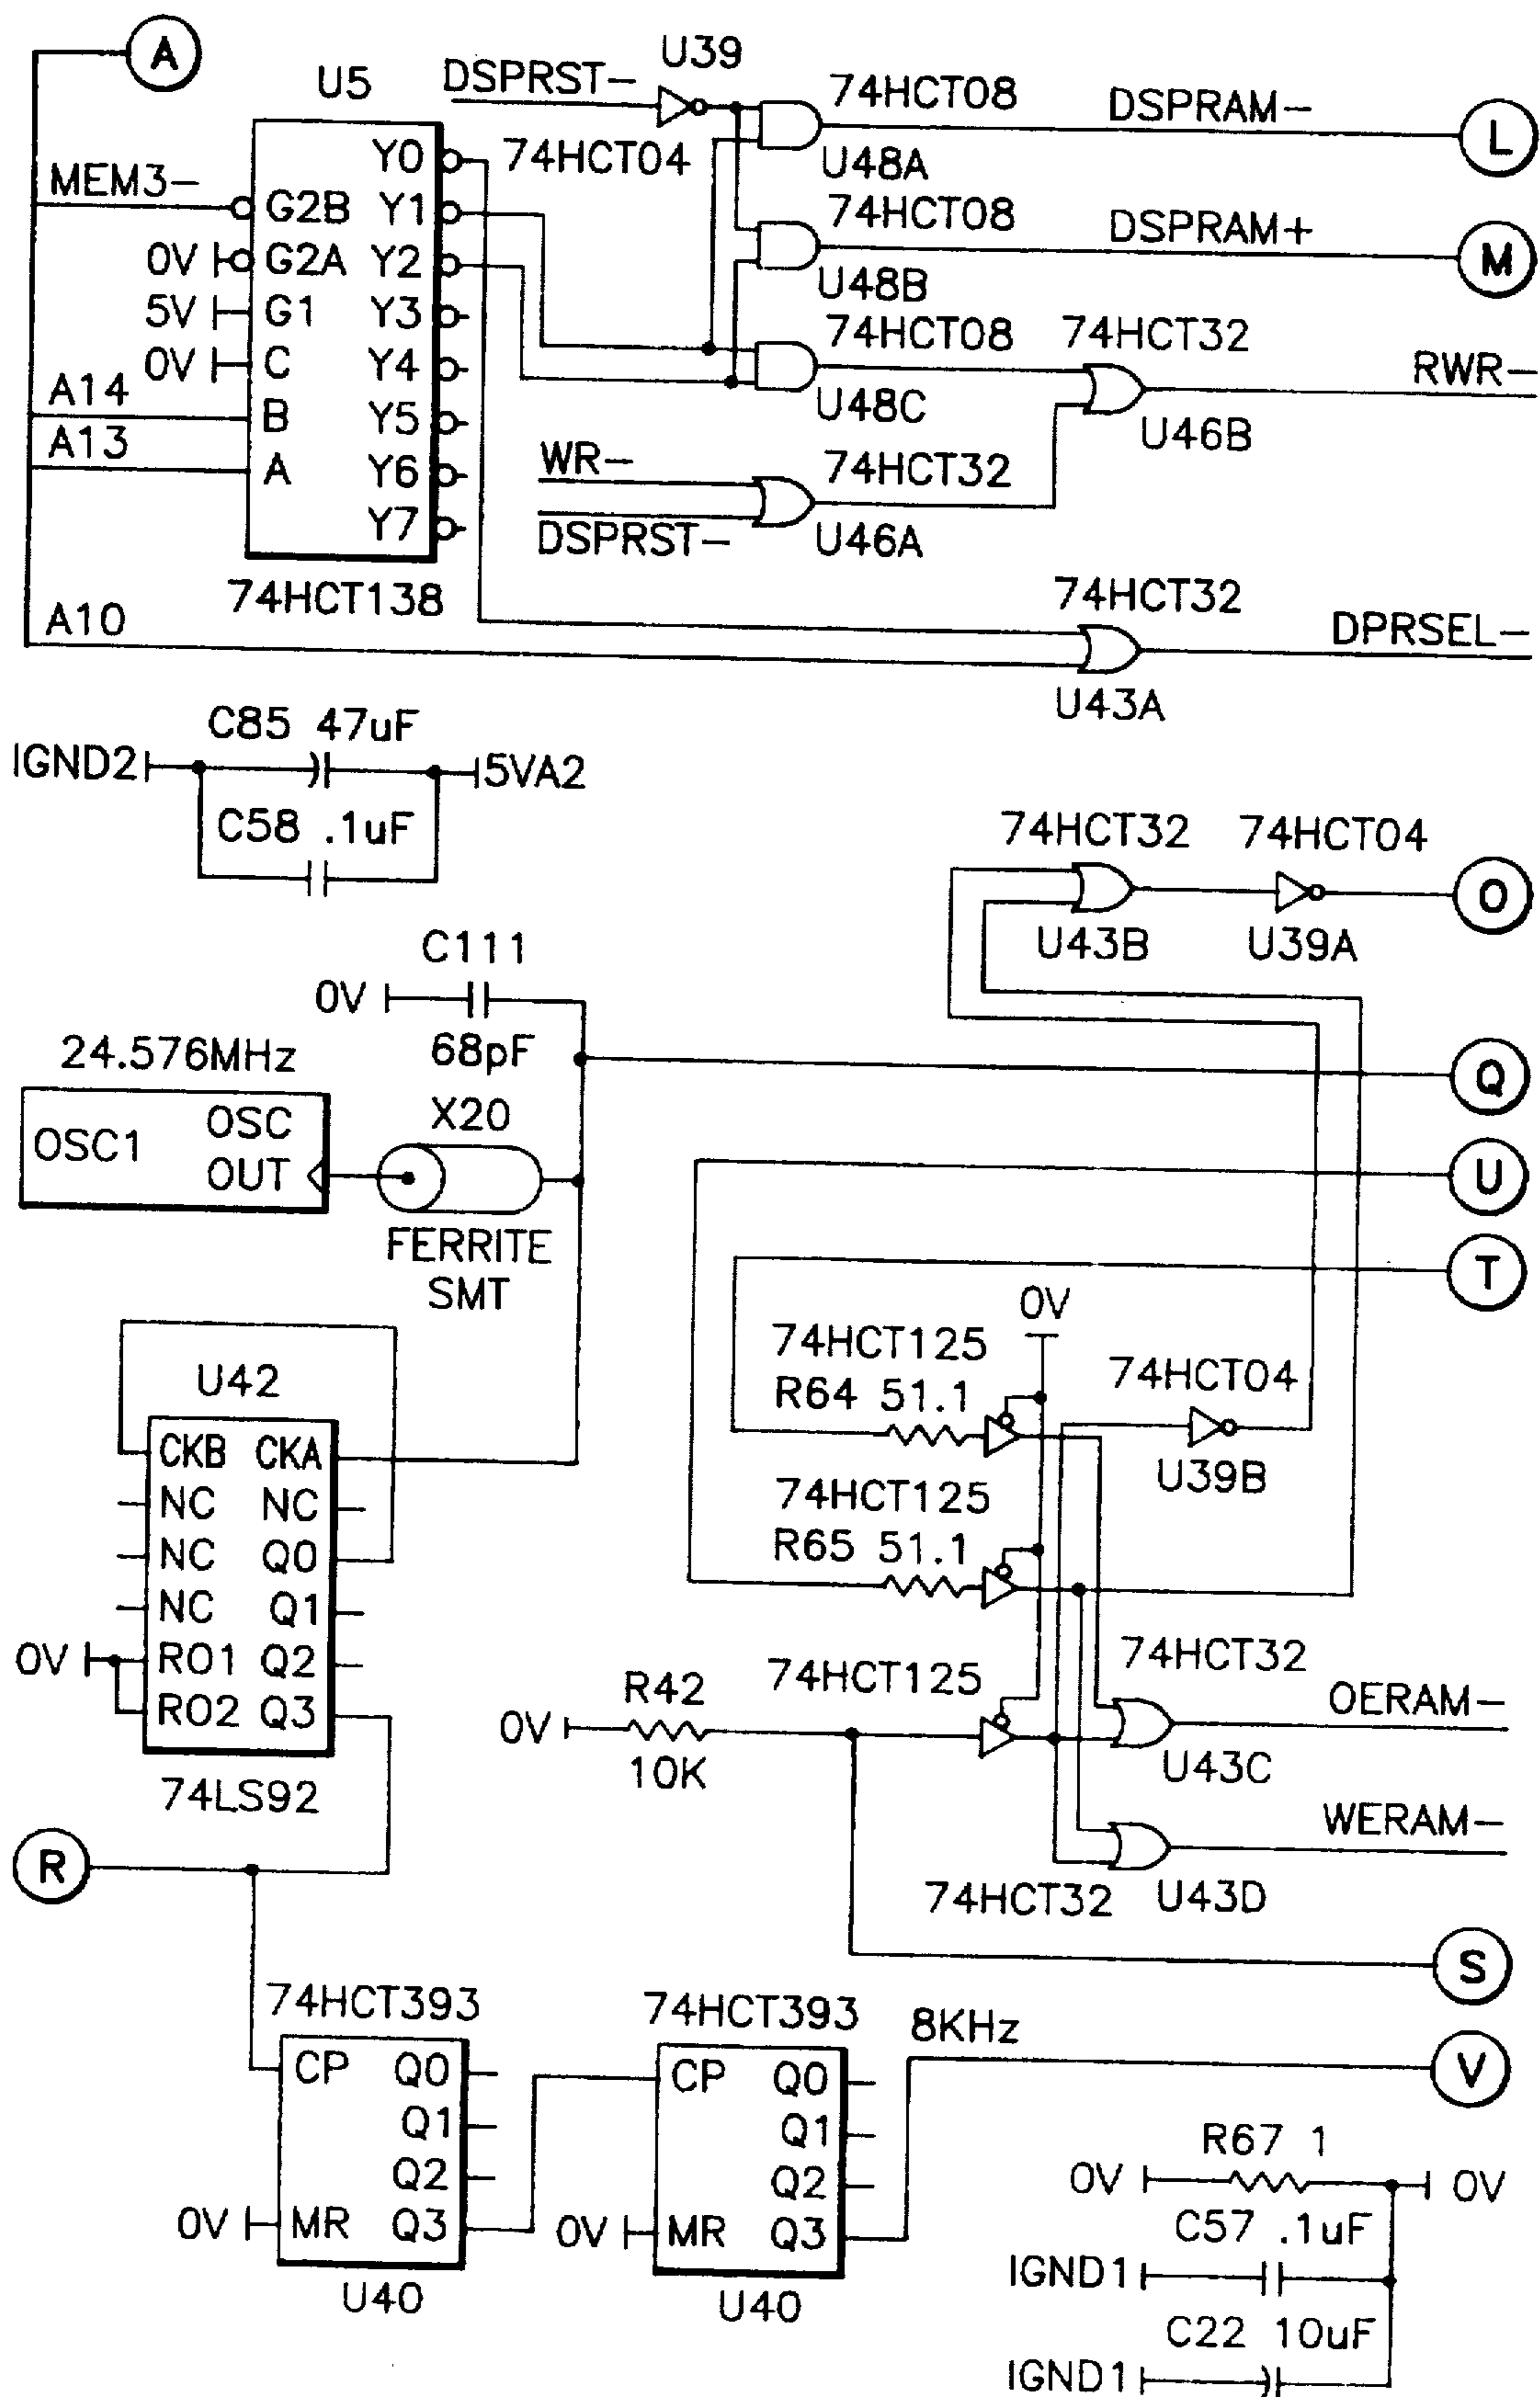 A
U5
DSPRST-
U39
74HCT04
74HCT08
U48A
DSPRAM-
L
Y0
MEM3-
G2B Y1
0V G2A Y2
5V G1 Y3
0V C Y4
A14
B Y5
A13
A Y6
Y7
74HCT138
74HCT08
U48B
DSPRAM+
M
74HCT08
U48C
74HCT32
U46B
RWR-
WR-
DSPRST-
74HCT32
U46A
A10
74HCT32
U43A
DPRSEL-
C85 47uF
IGND2
5VA2
C58 .1uF
74HCT32
U43B
74HCT04
U39A
O
C111
0V
68pF
Q
24.576MHz
OSC1
OSC
OUT
X20
FERRITE
SMT
U
T
0V
74HCT125
R64 51.1
74HCT04
U39B
74HCT125
R65 51.1
U42
CKB CKA
NC NC
NC Q0
NC Q1
0V RO1 Q2
RO2 Q3
74LS92
R42
0V
10K
74HCT125
74HCT32
OERAM-
U43C
WERAM-
74HCT32
U43D
R
S
74HCT393
CP Q0
Q1
Q2
0V MR Q3
U40
74HCT393
CP Q0
Q1
Q2
0V MR Q3
U40
8KHz
V
R67 1
0V
0V
C57 .1uF
IGND1
C22 10uF
IGND1